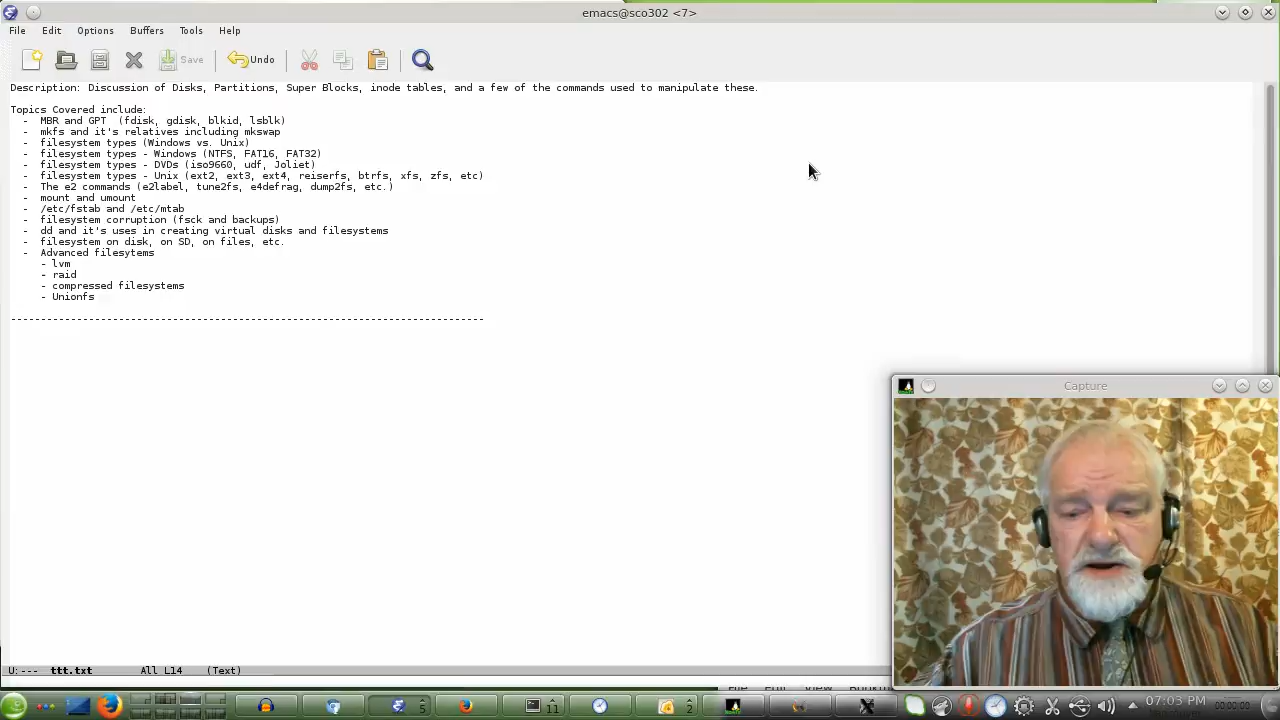 emacs@sco302 <7>
File Edit Options Buffers Tools Help
Save Undo
Description: Discussion of Disks, Partitions, Super Blocks, inode tables, and a few of the commands used to manipulate these.
Topics Covered include:
- MBR and GPT (fdisk, gdisk, blkid, lsblk)
- mkfs and it's relatives including mkswap
- filesystem types (Windows vs. Unix)
- filesystem types - Windows (NTFS, FAT16, FAT32)
- filesystem types - DVDs (iso9660, udf, Joliet)
- filesystem types - Unix (ext2, ext3, ext4, reiserfs, btrfs, xfs, zfs, etc)
- The e2 commands (e2label, tune2fs, e4defrag, dump2fs, etc.)
- mount and umount
- /etc/fstab and /etc/mtab
- filesystem corruption (fsck and backups)
- dd and it's uses in creating virtual disks and filesystems
- filesystem on disk, on SD, on files, etc.
- Advanced filesytems
- lvm
- raid
- compressed filesystems
- Unionfs
--------------------------------------------------------------------------------
Capture
U:--- ttt.txt All L14 (Text)
5
11
2
07:03 PM